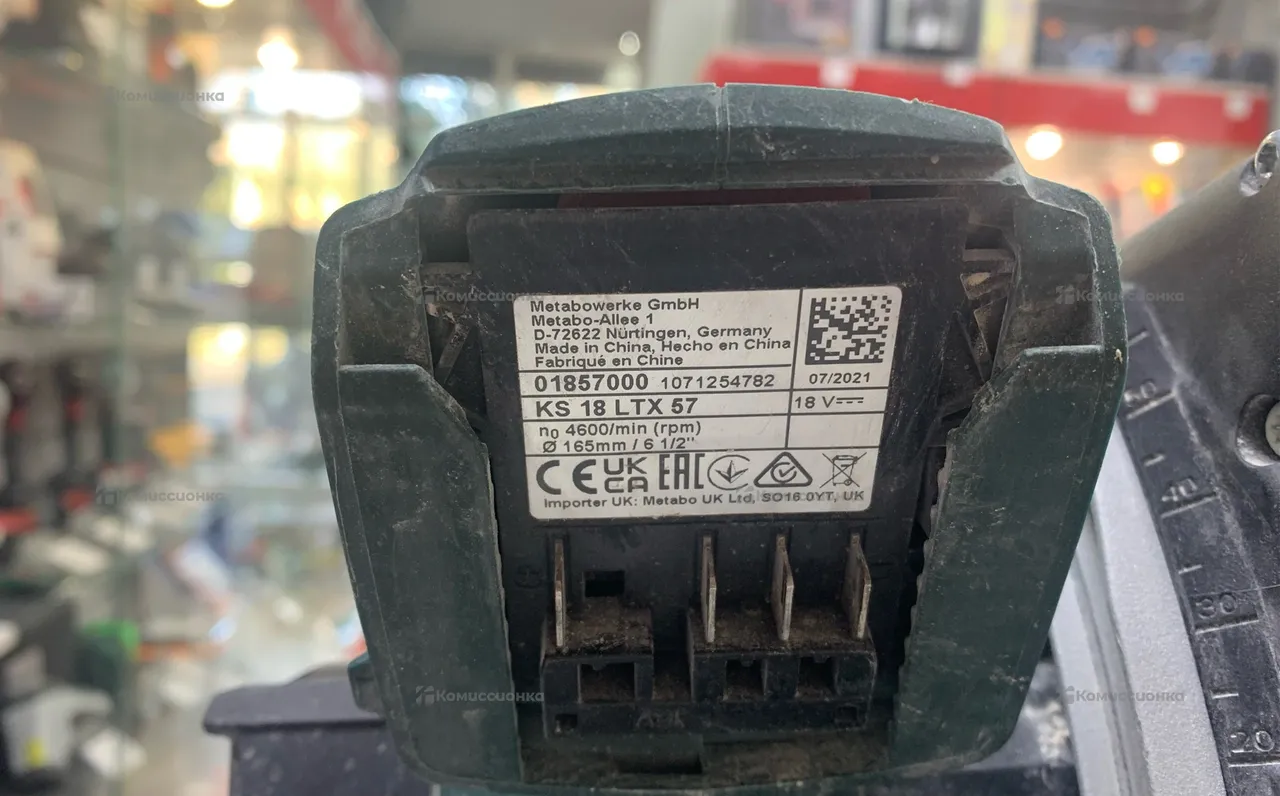 Комиссионка
Комиссионка
Комиссионка
Metabowerke GmbH
Metabo-Allee 1
D-72622 Nürtingen, Germany
Made in China, Hecho en China
Fabriqué en Chine
01857000 1071254782
07/2021
KS 18 LTX 57
18 V
n0 4600/min (rpm)
Ø 165mm / 6 1/2"
CE UK CA EAC
Importer UK: Metabo UK Ltd, SO16 0YT, UK
40
30
20
Комиссионка
Комиссионка
Комиссионка